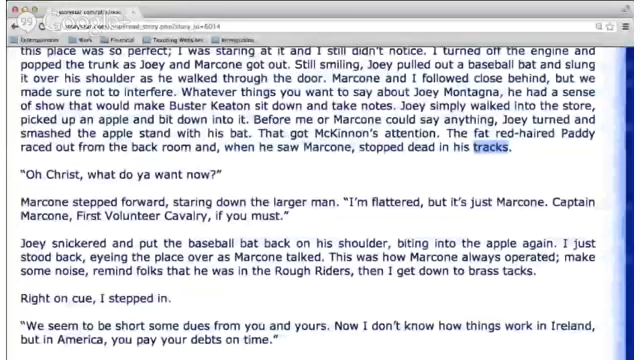 storystar.com
read_story.php?story_id=6014
Entertainment Work Financial Teaching
this place was so perfect; I was staring at it and I still didn't notice. I turned off the engine and
popped the trunk as Joey and Marcone got out. Still smiling, Joey pulled out a baseball bat and slung
it over his shoulder as he walked through the door. Marcone and I followed close behind, but we
made sure not to interfere. Whatever things you want to say about Joey Montagna, he had a sense
of show that would make Buster Keaton sit down and take notes. Joey simply walked into the store,
picked up an apple and bit down into it. Before me or Marcone could say anything, Joey turned and
smashed the apple stand with his bat. That got McKinnon's attention. The fat red-haired Paddy
raced out from the back room and, when he saw Marcone, stopped dead in his tracks.
"Oh Christ, what do ya want now?"
Marcone stepped forward, staring down the larger man. "I'm flattered, but it's just Marcone. Captain
Marcone, First Volunteer Cavalry, if you must."
Joey snickered and put the baseball bat back on his shoulder, biting into the apple again. I just
stood back, eyeing the place over as Marcone talked. This was how Marcone always operated; make
some noise, remind folks that he was in the Rough Riders, then I get down to brass tacks.
Right on cue, I stepped in.
"We seem to be short some dues from you and yours. Now I don't know how things work in Ireland,
but in America, you pay your debts on time."